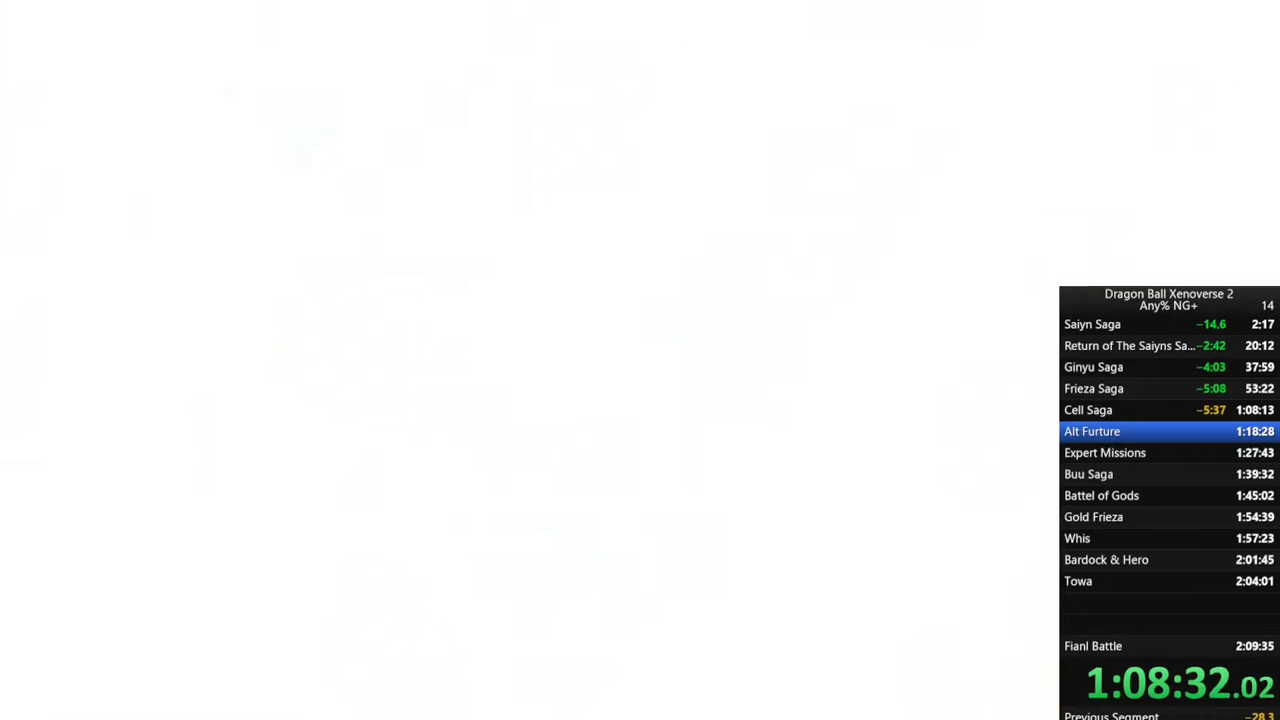 Dragon Ball Xenoverse 2
Any% NG+ 14
Saiyn Saga −14.6 2:17
Return of The Saiyns Sa... −2:42 20:12
Ginyu Saga −4:03 37:59
Frieza Saga −5:08 53:22
Cell Saga −5:37 1:08:13
Alt Furture 1:18:28
Expert Missions 1:27:43
Buu Saga 1:39:32
Battel of Gods 1:45:02
Gold Frieza 1:54:39
Whis 1:57:23
Bardock & Hero 2:01:45
Towa 2:04:01
Fianl Battle 2:09:35
1:08:32.02
Previous Segment −28.3